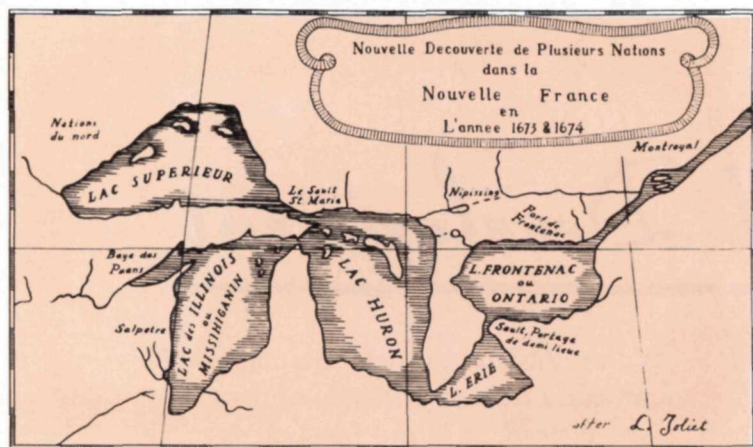 Nouvelle Decouverte de Plusieurs Nations
dans la
Nouvelle France
en
L'annee 1673 & 1674
Nations
du nord
LAC SUPERIEUR
Le Sault
St. Marie
Nipissing
Montroyal
Fort de
Frontenac
Baye des
Puans
LAC des ILLINOIS
ou
MISSIHIGANIN
LAC HURON
L. FRONTENAC
ou
ONTARIO
Salpetre
Sault, Portage
de demi lieue
L. ERIE
after L. Joliet